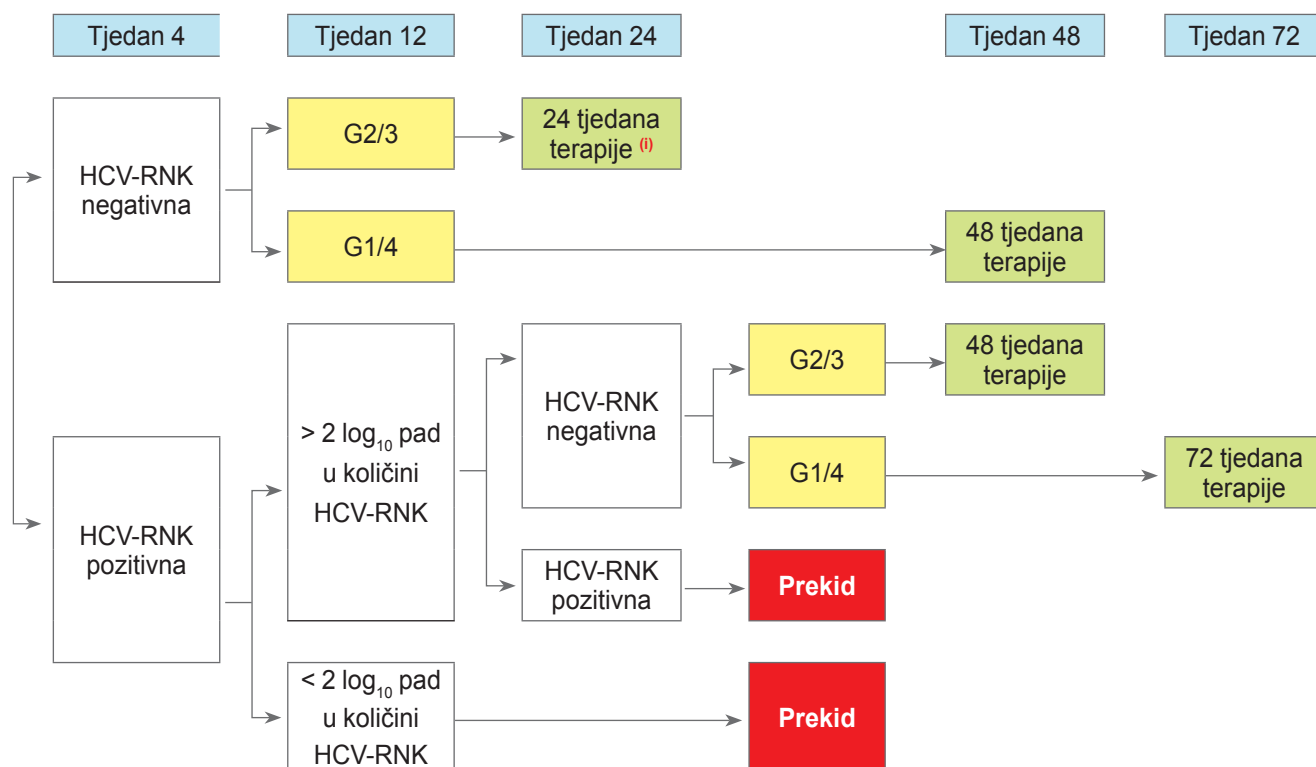 Tjedan 4
Tjedan 12
Tjedan 24
Tjedan 48
Tjedan 72
HCV-RNK
negativna
G2/3
24 tjedana
terapije (i)
G1/4
48 tjedana
terapije
HCV-RNK
pozitivna
> 2 log10 pad
u količini
HCV-RNK
HCV-RNK
negativna
G2/3
48 tjedana
terapije
G1/4
72 tjedana
terapije
HCV-RNK
pozitivna
Prekid
< 2 log10 pad
u količini
HCV-RNK
Prekid